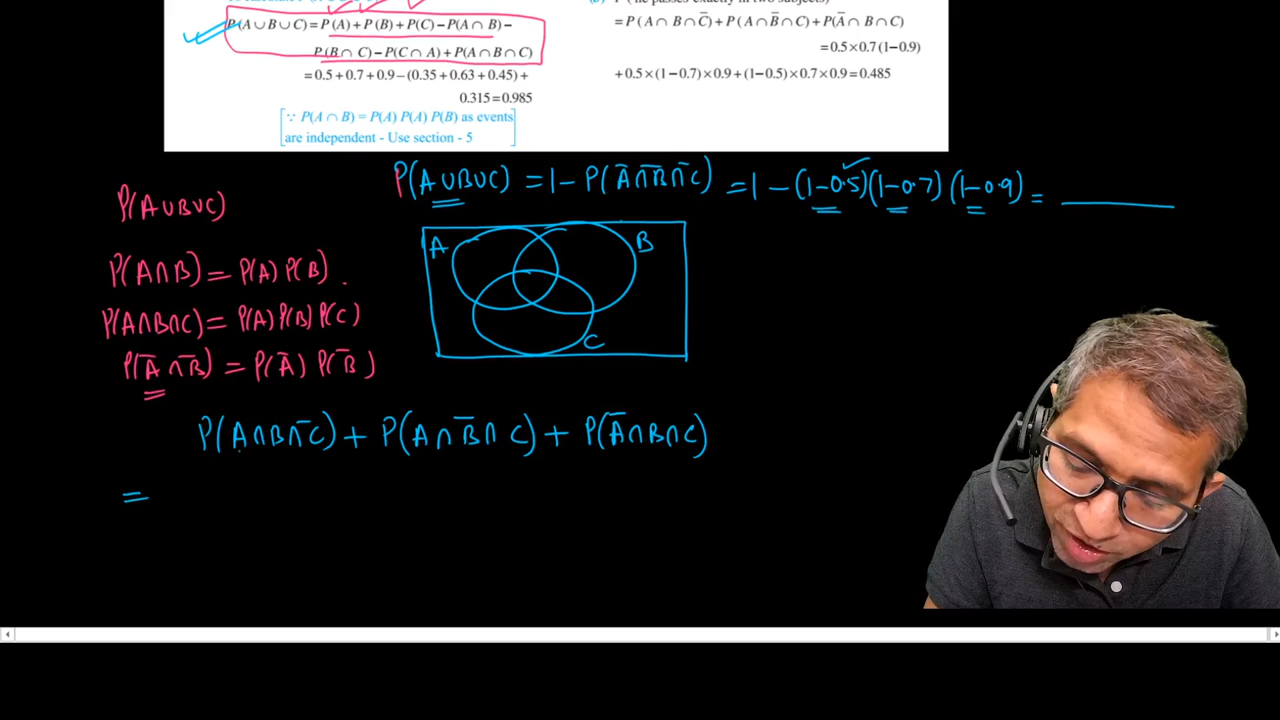 P(A∪B∪C)=P(A)+P(B)+P(C)−P(A∩B)−
P(B∩C)−P(C∩A)+P(A∩B∩C)
=0.5+0.7+0.9−(0.35+0.63+0.45)+
0.315=0.985
[∵ P(A∩B)=P(A) P(A) P(B) as events
are independent - Use section - 5]
=P(A∩B∩C̅)+P(A∩B̅∩C)+P(A̅∩B∩C)
=0.5×0.7(1-0.9)
+0.5×(1−0.7)×0.9+(1−0.5)×0.7×0.9=0.485
P(A∪B∪C) = 1 − P(A̅∩B̅∩C̅) = 1 − (1−0.5)(1−0.7)(1−0.9) =
P(A∪B∪C)
P(A∩B) = P(A) P(B).
P(A∩B∩C) = P(A) P(B) P(C)
P(A̅∩B̅) = P(A̅) P(B̅)
A
B
C
P(A∩B∩C̅) + P(A∩B̅∩C) + P(A̅∩B∩C)
=